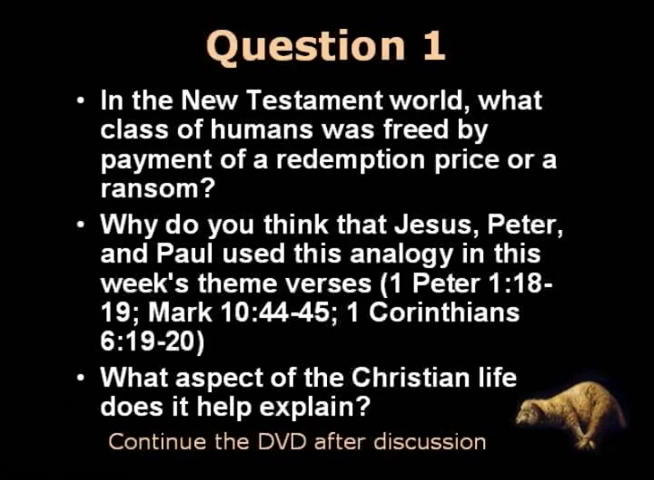 Question 1
• In the New Testament world, what
class of humans was freed by
payment of a redemption price or a
ransom?
• Why do you think that Jesus, Peter,
and Paul used this analogy in this
week's theme verses (1 Peter 1:18-
19; Mark 10:44-45; 1 Corinthians
6:19-20)
• What aspect of the Christian life
does it help explain?
Continue the DVD after discussion